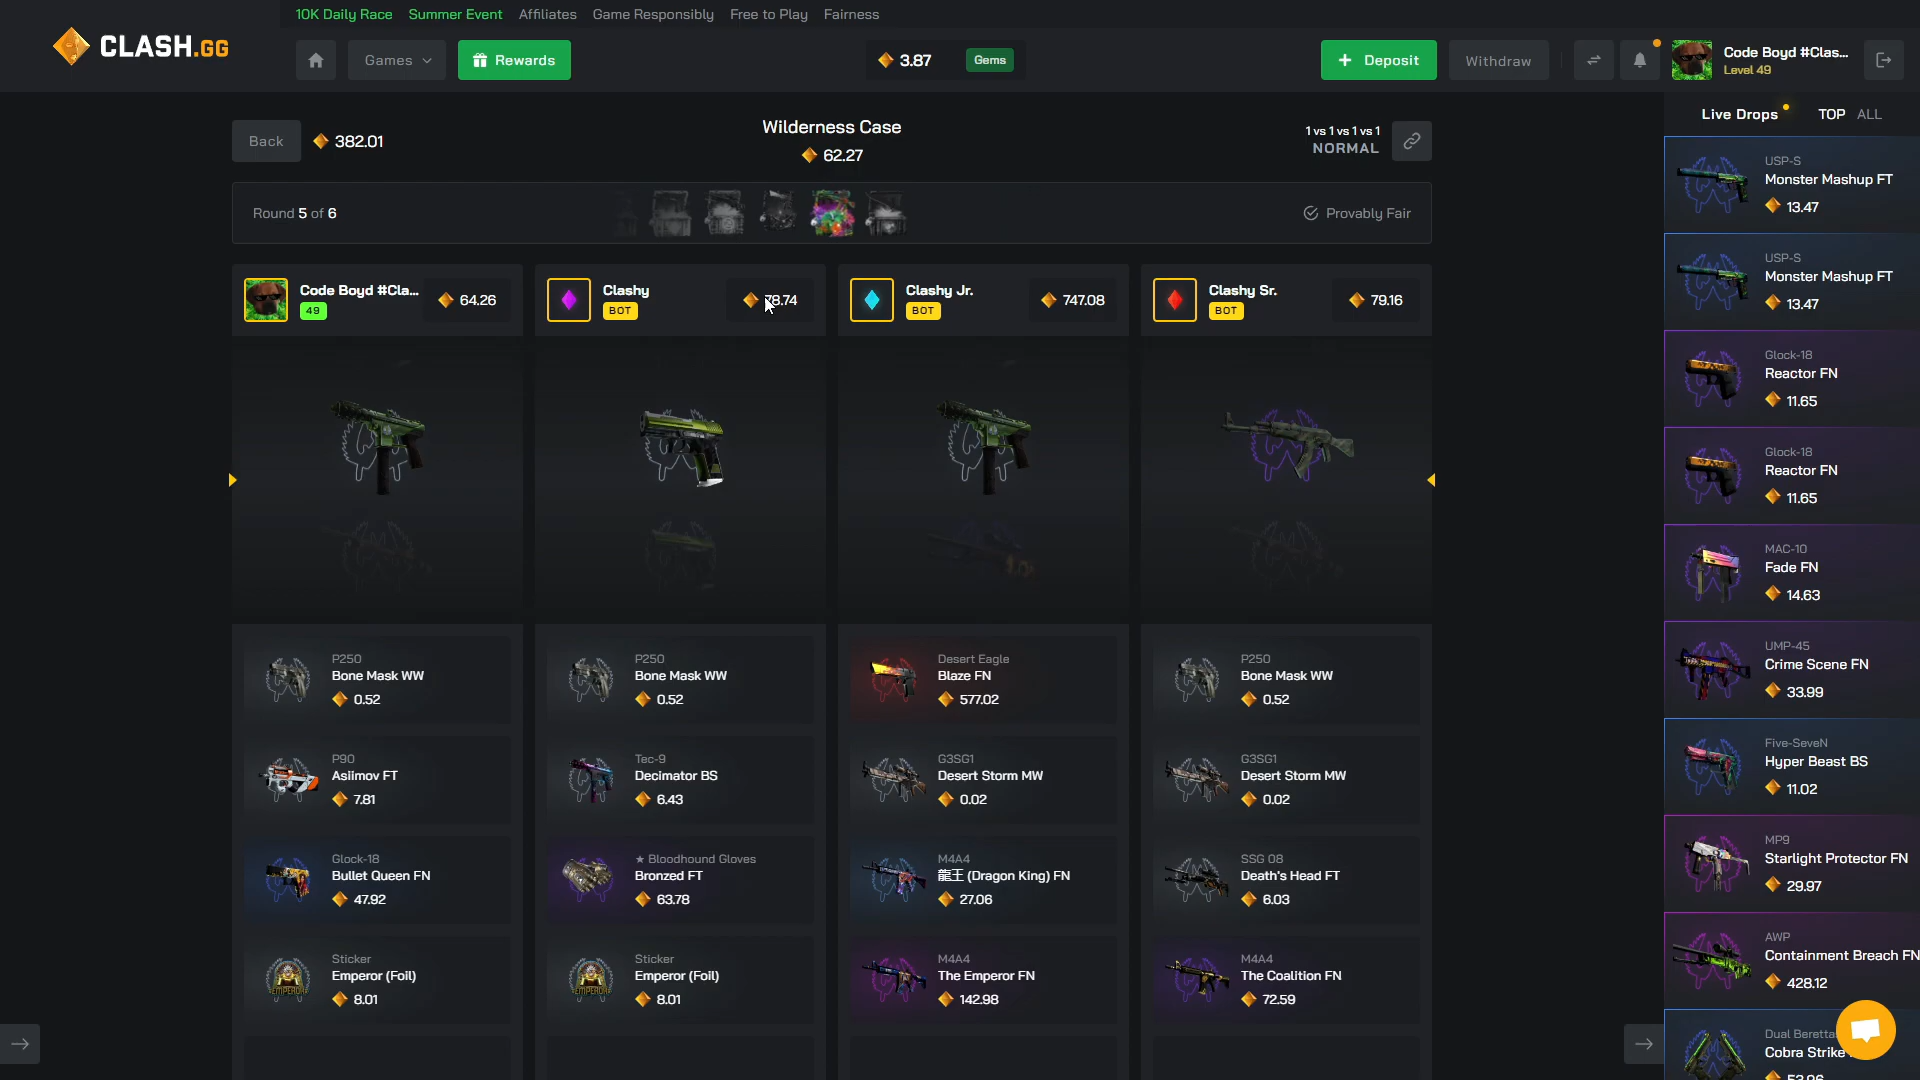 10K Daily Race Summer Event Affiliates Game Responsibly Free to Play Fairness
CLASH.GG
Games
Rewards
3.87
Gems
Deposit
Withdraw
Code Boyd #Clas...
Level 49
Back
382.01
Wilderness Case
62.27
1 vs 1 vs 1 vs 1
NORMAL
Round 5 of 6
Provably Fair
Code Boyd #Cla...
49
64.26
Clashy
BOT
78.74
Clashy Jr.
BOT
747.08
Clashy Sr.
BOT
79.16
P250
Bone Mask WW
0.52
P250
Bone Mask WW
0.52
Desert Eagle
Blaze FN
577.02
P250
Bone Mask WW
0.52
P90
Asiimov FT
7.81
Tec-9
Decimator BS
6.43
G3SG1
Desert Storm MW
0.02
G3SG1
Desert Storm MW
0.02
Glock-18
Bullet Queen FN
47.92
★ Bloodhound Gloves
Bronzed FT
63.78
M4A4
龍王 (Dragon King) FN
27.06
SSG 08
Death's Head FT
6.03
Sticker
Emperor (Foil)
8.01
Sticker
Emperor (Foil)
8.01
M4A4
The Emperor FN
142.98
M4A4
The Coalition FN
72.59
Live Drops
TOP ALL
USP-S
Monster Mashup FT
13.47
USP-S
Monster Mashup FT
13.47
Glock-18
Reactor FN
11.65
Glock-18
Reactor FN
11.65
MAC-10
Fade FN
14.63
UMP-45
Crime Scene FN
33.99
Five-SeveN
Hyper Beast BS
11.02
MP9
Starlight Protector FN
29.97
AWP
Containment Breach FN
428.12
Dual Berettas
Cobra Strike